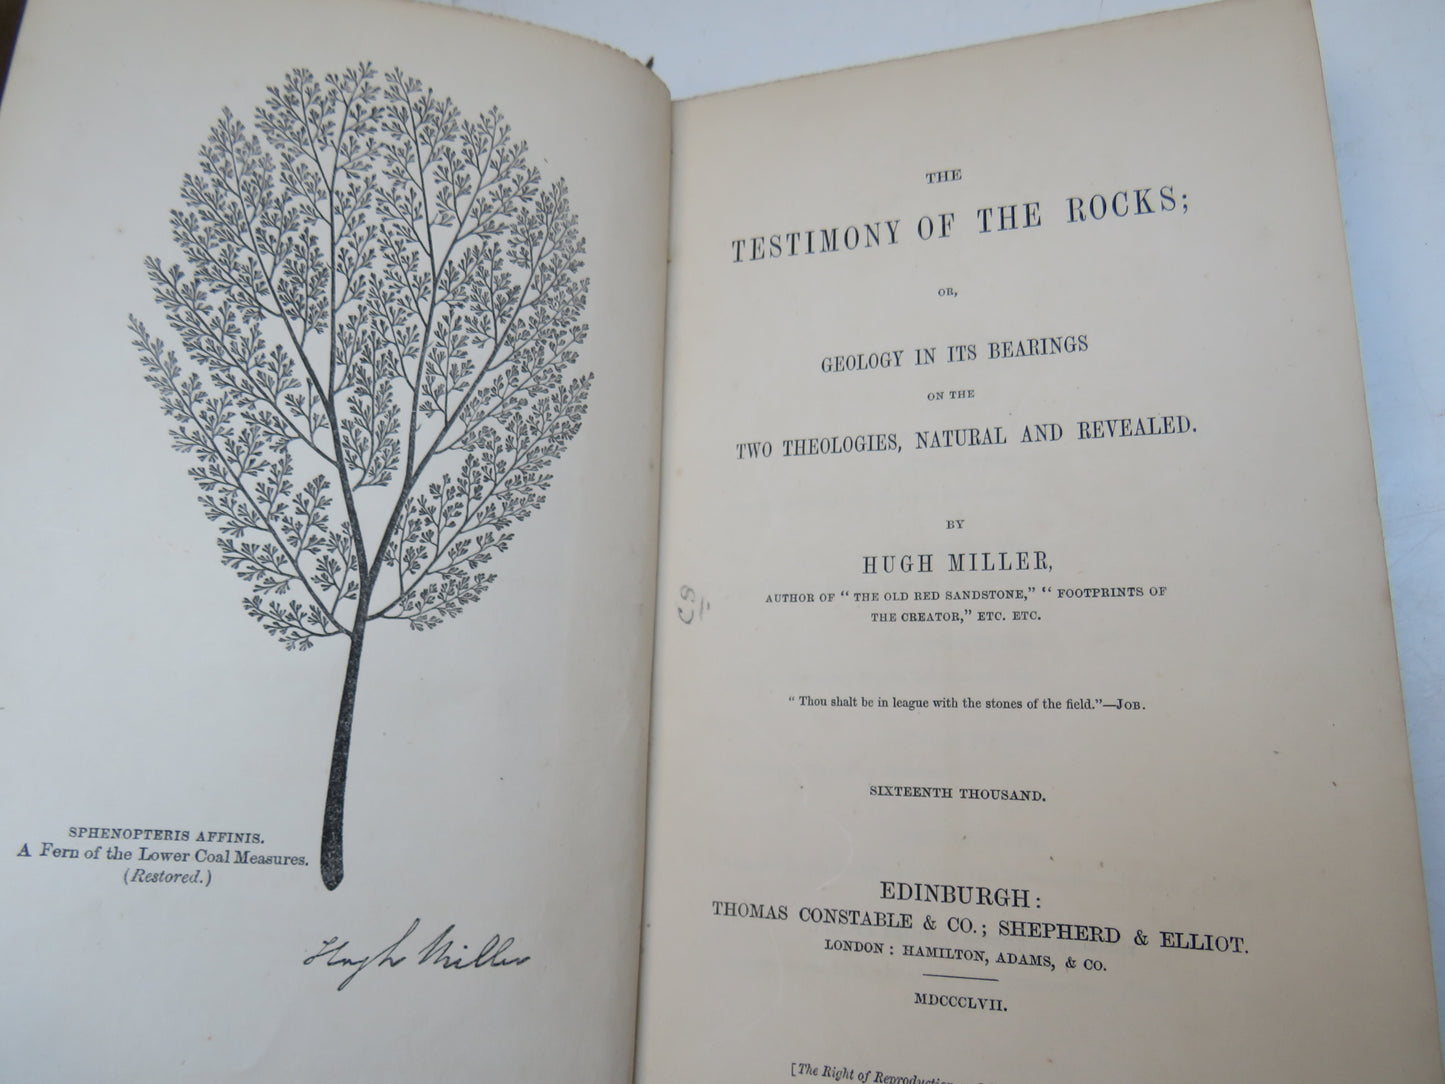 SPHENOPTERIS AFFINIS.
A Fern of the Lower Coal Measures.
(Restored.)
Hugh Miller
THE
TESTIMONY OF THE ROCKS;
OR,
GEOLOGY IN ITS BEARINGS
ON THE
TWO THEOLOGIES, NATURAL AND REVEALED.
BY
HUGH MILLER,
AUTHOR OF “ THE OLD RED SANDSTONE,” “ FOOTPRINTS OF
THE CREATOR,” ETC. ETC.
“ Thou shalt be in league with the stones of the field.”—JOB.
SIXTEENTH THOUSAND.
EDINBURGH:
THOMAS CONSTABLE & CO.; SHEPHERD & ELLIOT.
LONDON: HAMILTON, ADAMS, & CO.
MDCCCLVII.
[The Right of